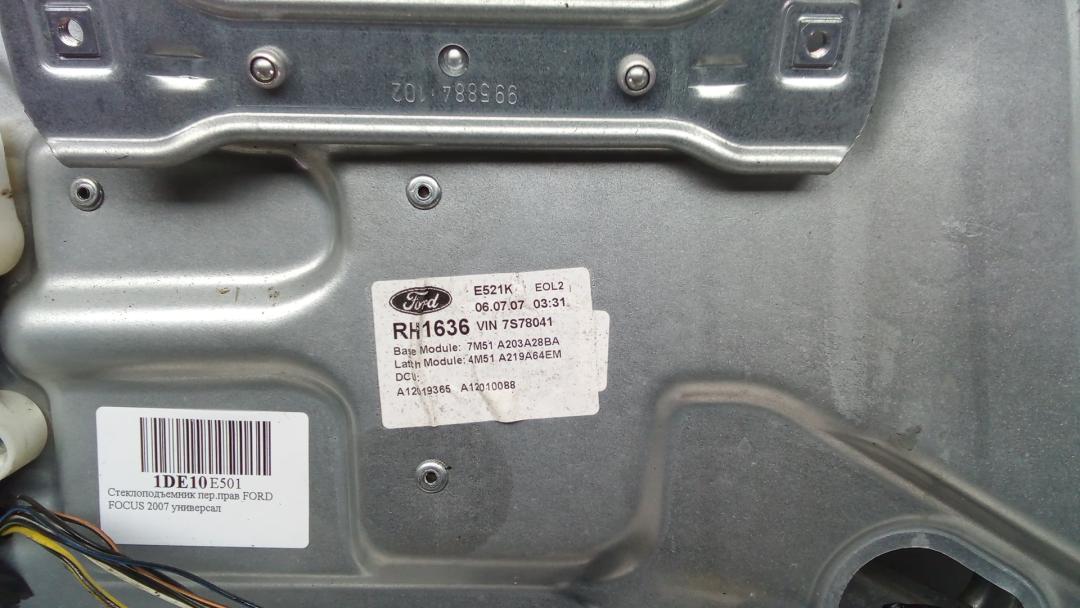 995884 102
Ford
E521K EOL2
06.07.07 03:31
RH1636 VIN 7S78041
Base Module: 7M51 A203A28BA
Latch Module: 4M51 A219A64EM
DCU:
A12019365 A12010088
1DE10E501
Стеклоподъемник пер.прав FORD
FOCUS 2007 универсал